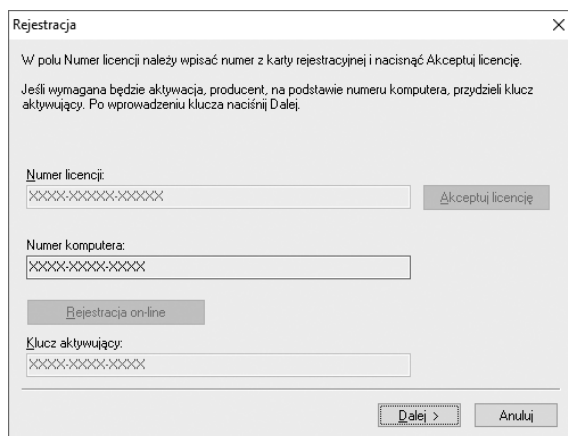 Rejestracja
W polu Numer licencji należy wpisać numer z karty rejestracyjnej i nacisnąć Akceptuj licencję.
Jeśli wymagana będzie aktywacja, producent, na podstawie numeru komputera, przydzieli klucz
aktywujący. Po wprowadzeniu klucza naciśnij Dalej.
Numer licencji:
XXXX-XXXXX-XXXXX Akceptuj licencję
Numer komputera:
XXXX-XXXX-XXXX
Rejestracja on-line
Klucz aktywujący:
XXXX-XXXX-XXXX
Dalej > Anuluj